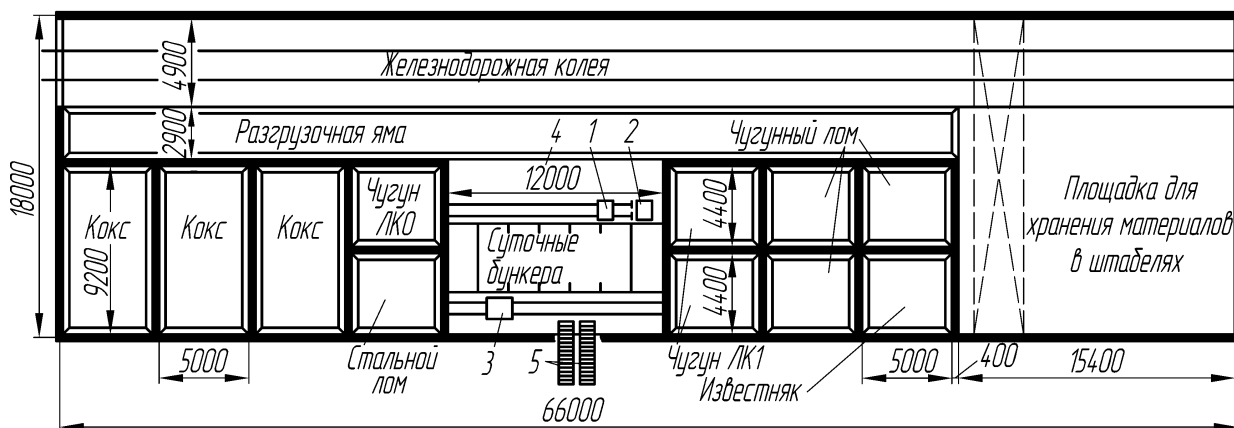 4900
Железнодорожная колея
18000
2900
Разгрузочная яма
4
1
2
Чугунный лом
12000
Кокс
Кокс
Кокс
9200
Чугун
ЛК0
Суточные
бункера
4400
4400
Площадка для
хранения материалов
в штабелях
Стальной
лом
3
5
Чугун ЛК1
Известняк
5000
5000
400
15400
66000